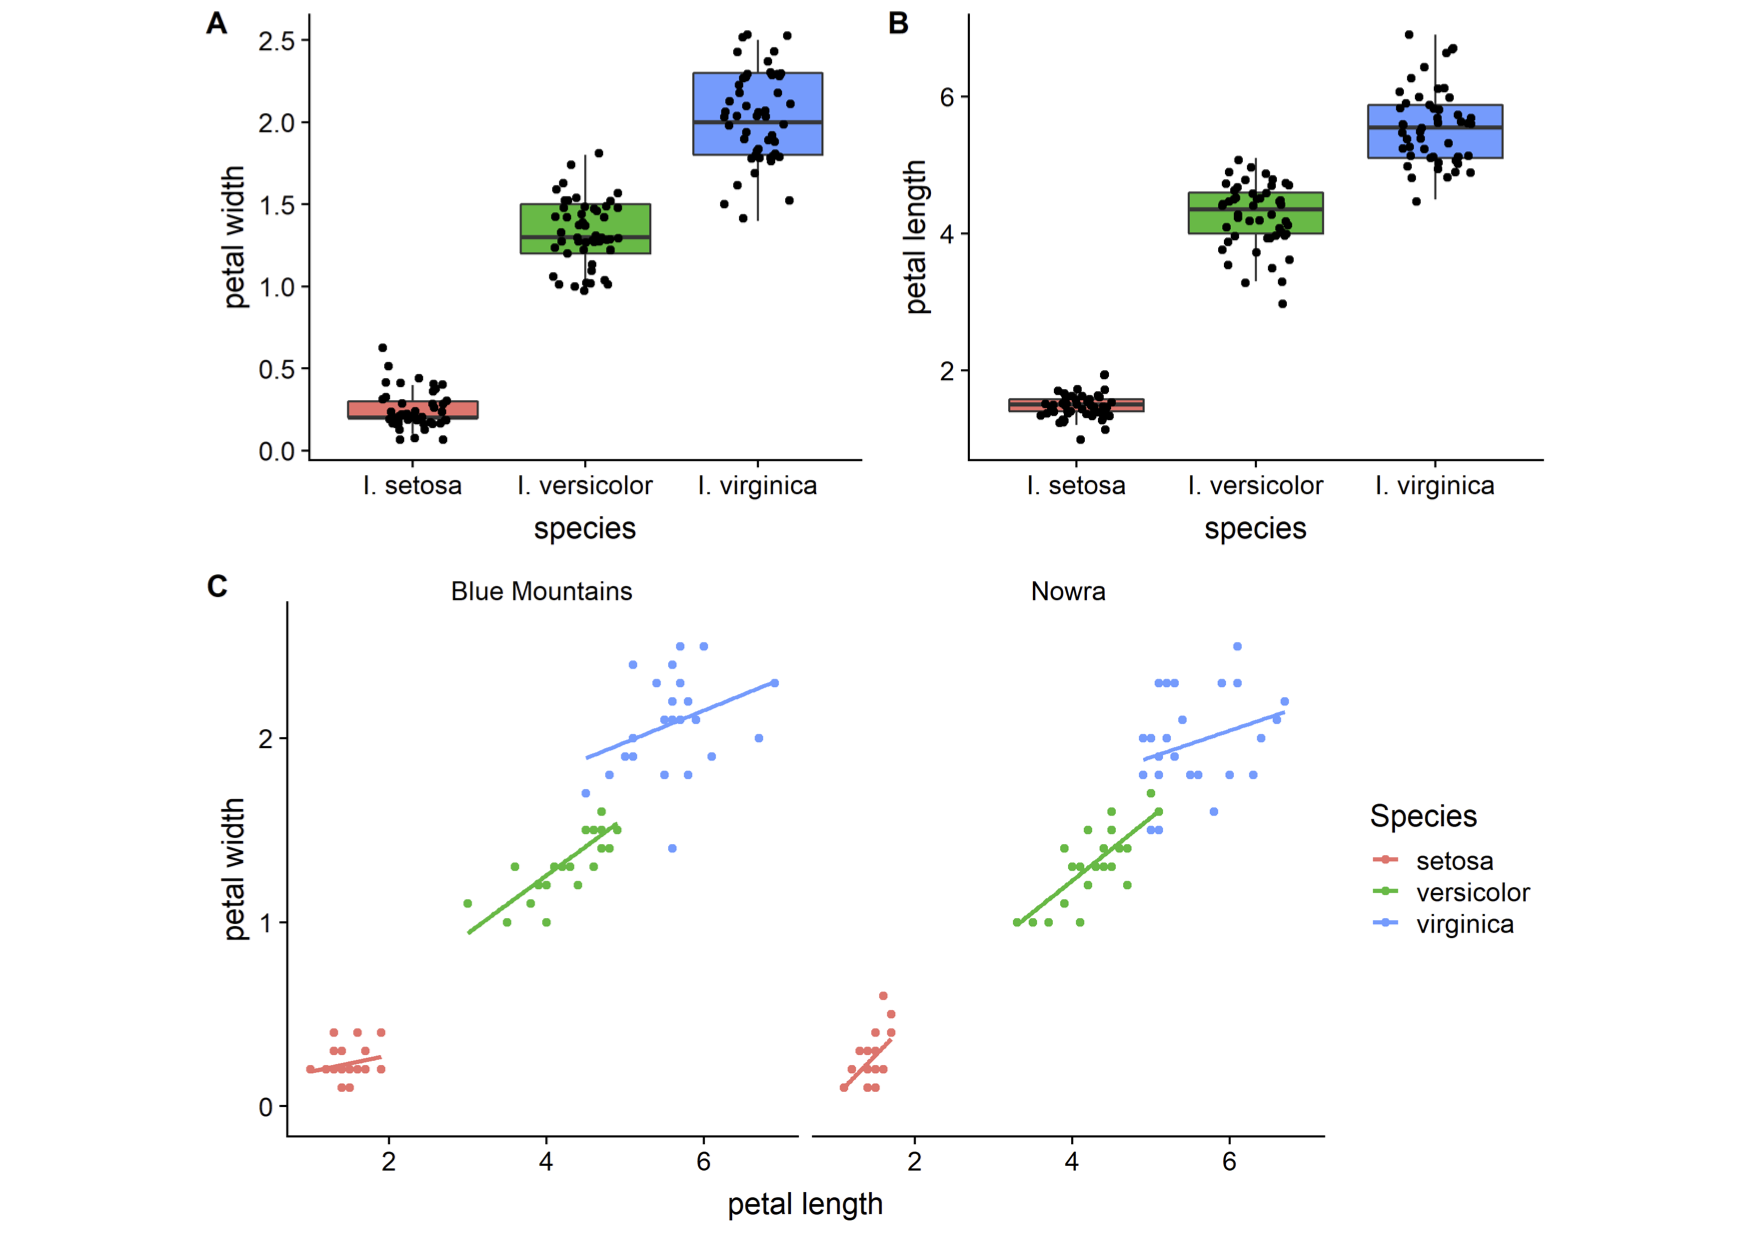 A
petal width
2.5
2.0
1.5
1.0
0.5
0.0
I. setosa I. versicolor I. virginica
species
B
petal length
6
4
2
I. setosa I. versicolor I. virginica
species
C
Blue Mountains
Nowra
petal width
2
1
0
2 4 6
2 4 6
petal length
Species
setosa
versicolor
virginica